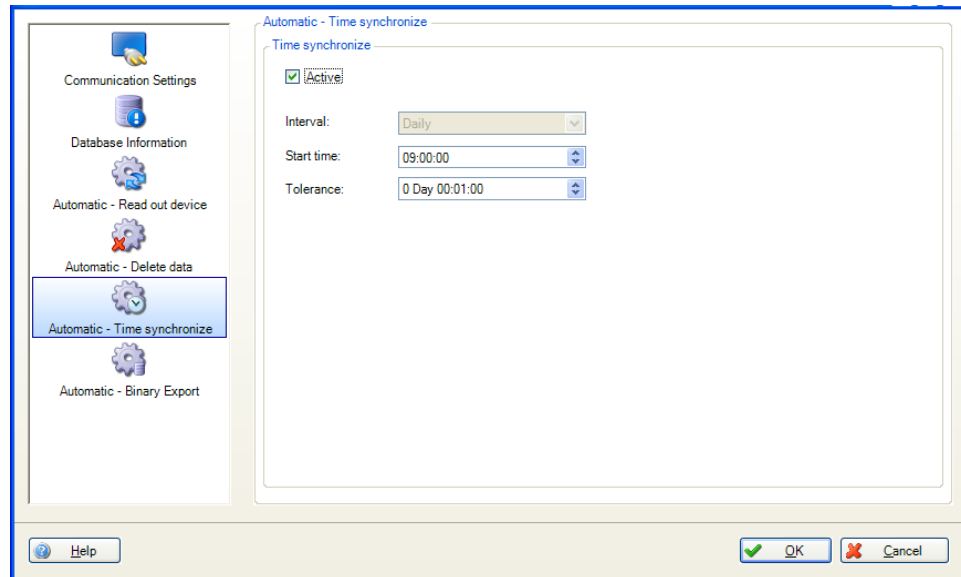 Communication Settings
Database Information
Automatic - Read out device
Automatic - Delete data
Automatic - Time synchronize
Automatic - Binary Export
Automatic - Time synchronize
Time synchronize
Active
Interval: Daily
Start time: 09:00:00
Tolerance: 0 Day 00:01:00
Help OK Cancel